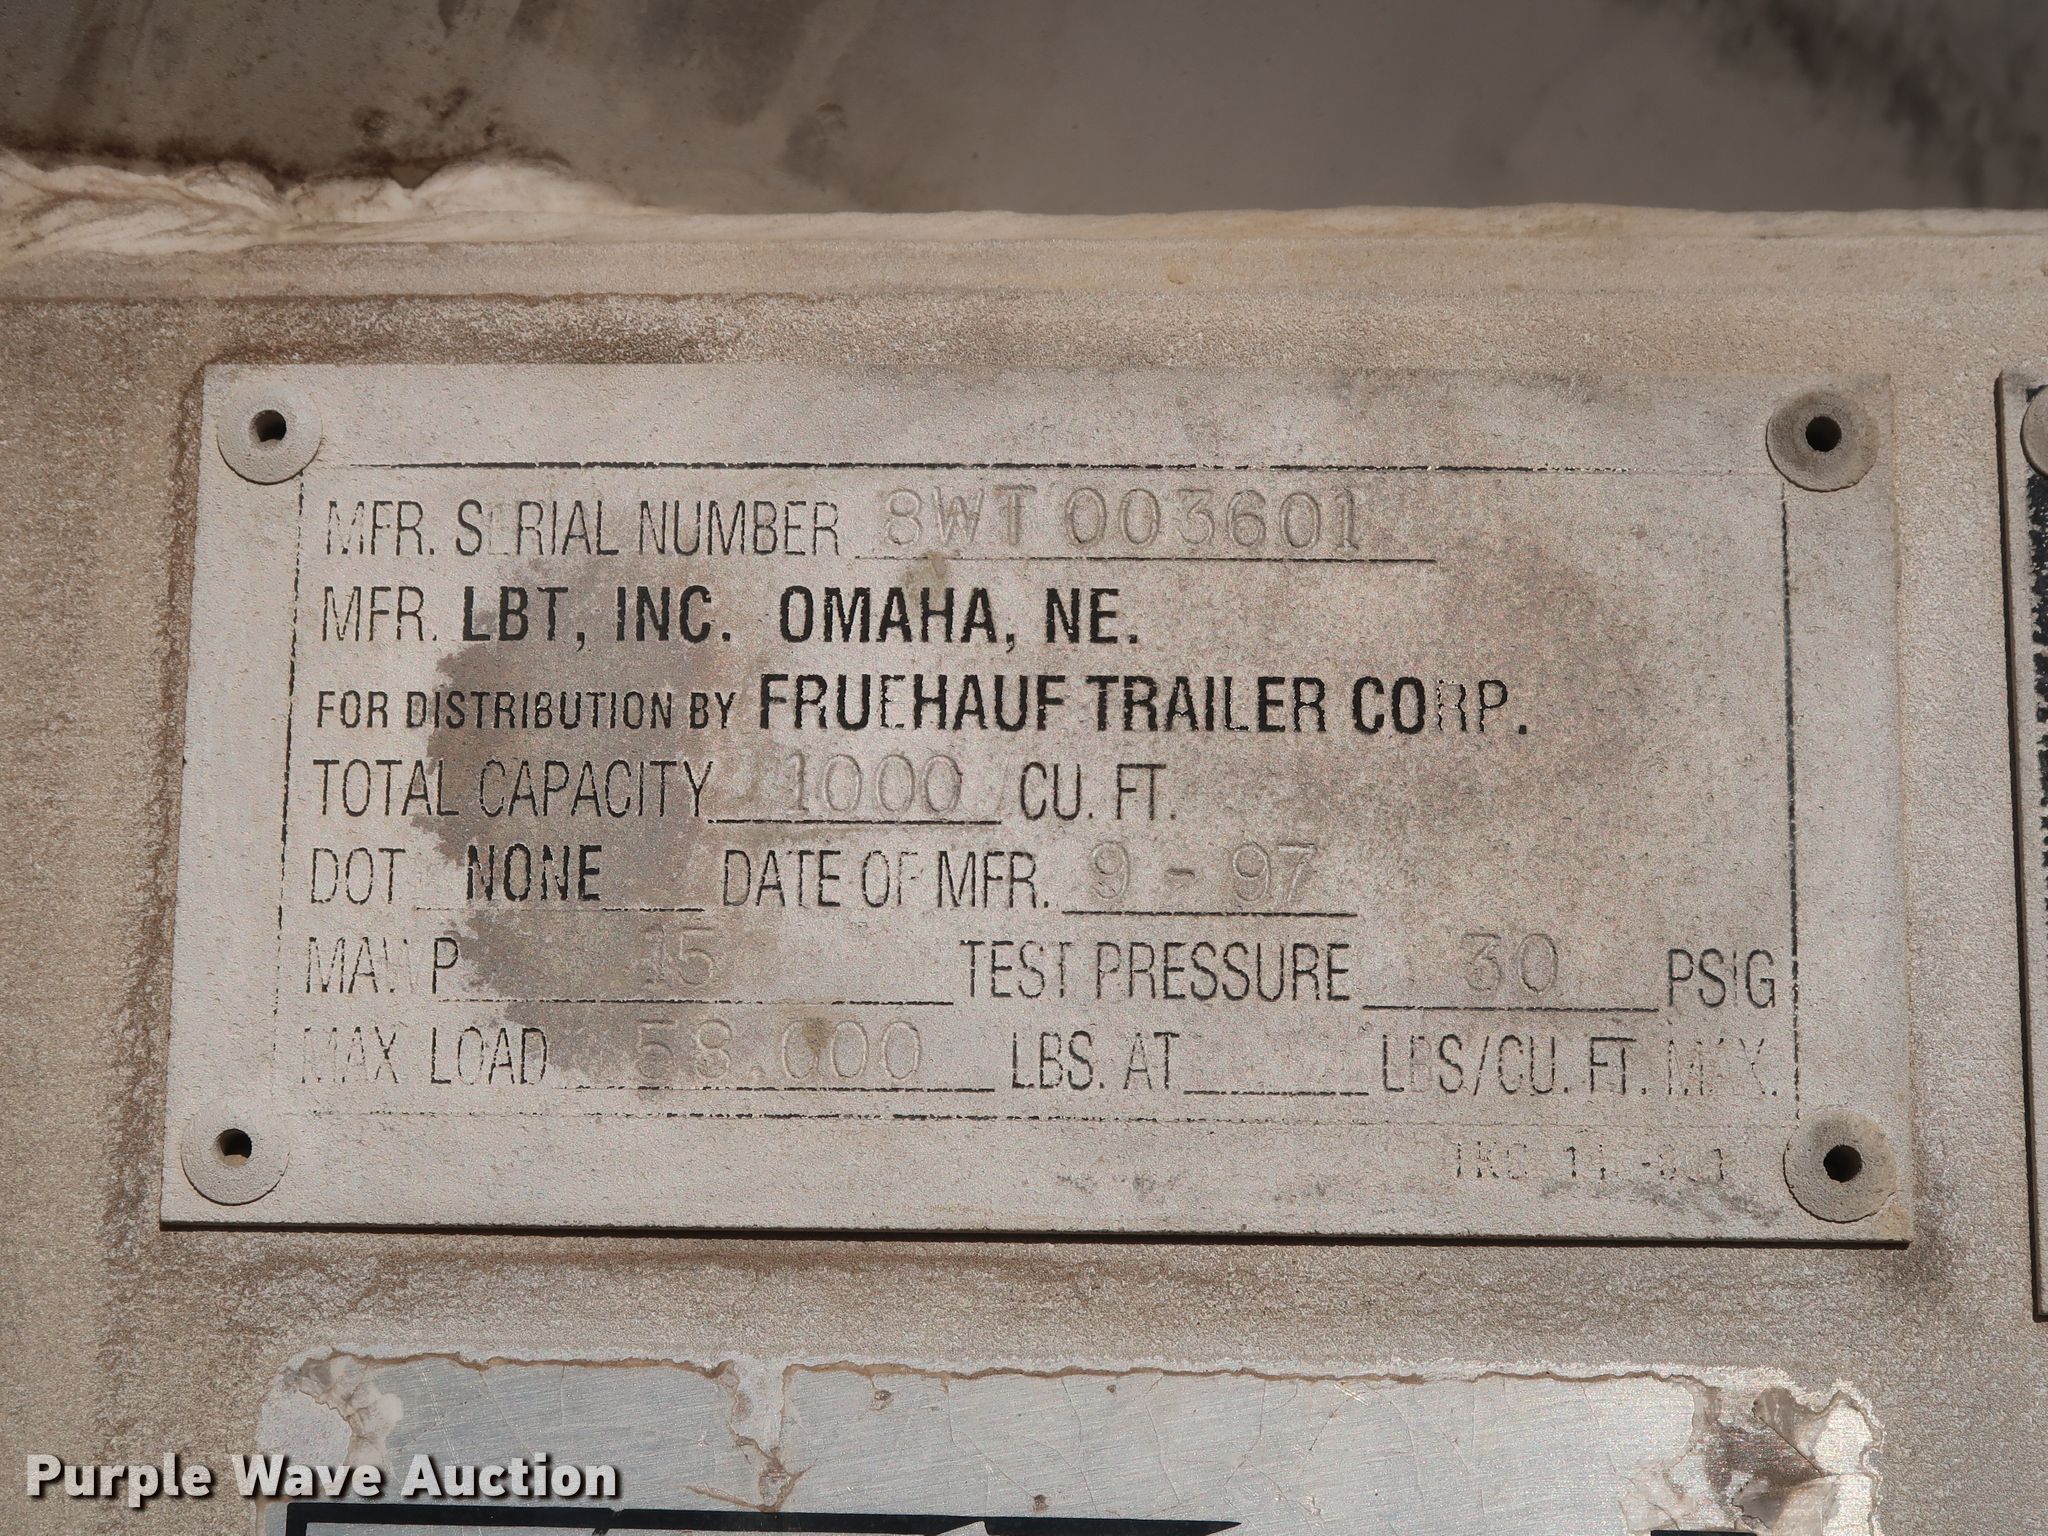 MFR. SERIAL NUMBER 8WT003601
MFR. LBT, INC. OMAHA, NE.
FOR DISTRIBUTION BY FRUEHAUF TRAILER CORP.
TOTAL CAPACITY 1000 CU. FT.
DOT NONE DATE OF MFR. 9-97
MAWP 15 TEST PRESSURE 30 PSIG
MAX LOAD 58,000 LBS. AT LBS/CU. FT. MAX.
Purple Wave Auction